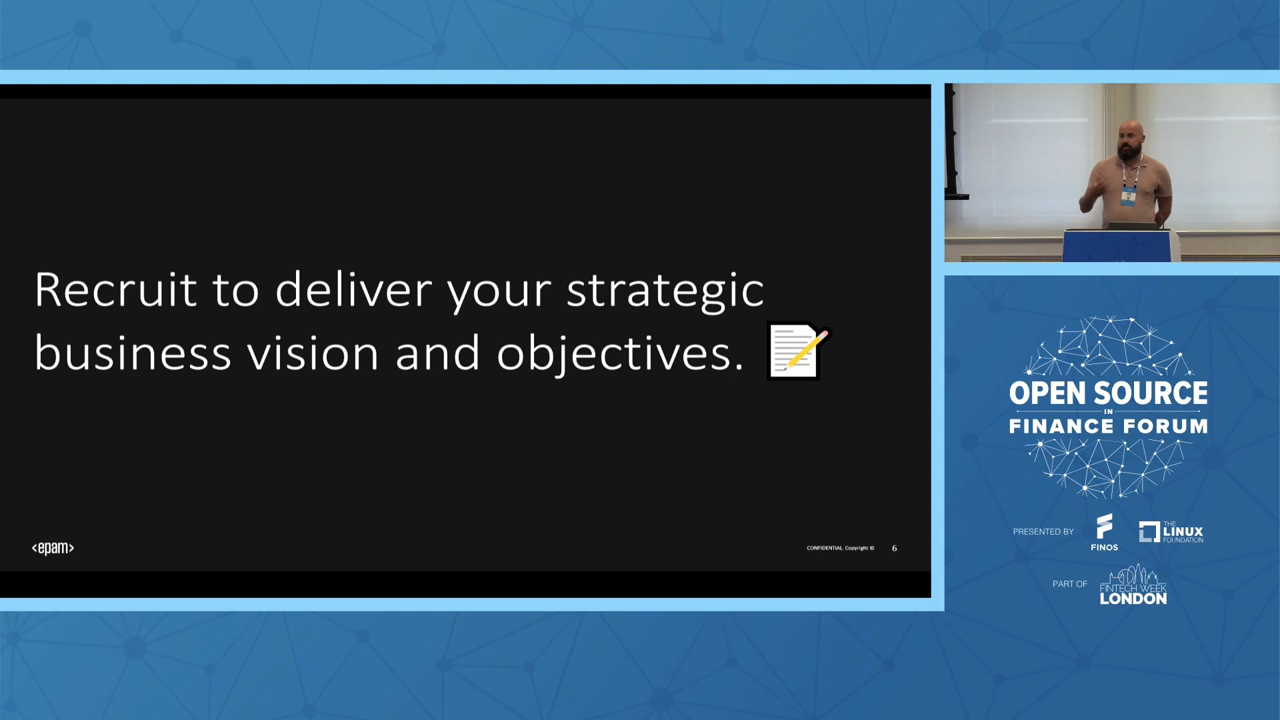 Recruit to deliver your strategic
business vision and objectives.
<epam>
CONFIDENTIAL Copyright ©
6
OPEN SOURCE
IN
FINANCE FORUM
PRESENTED BY
FINOS
THE
LINUX
FOUNDATION
PART OF
FINTECH WEEK
LONDON